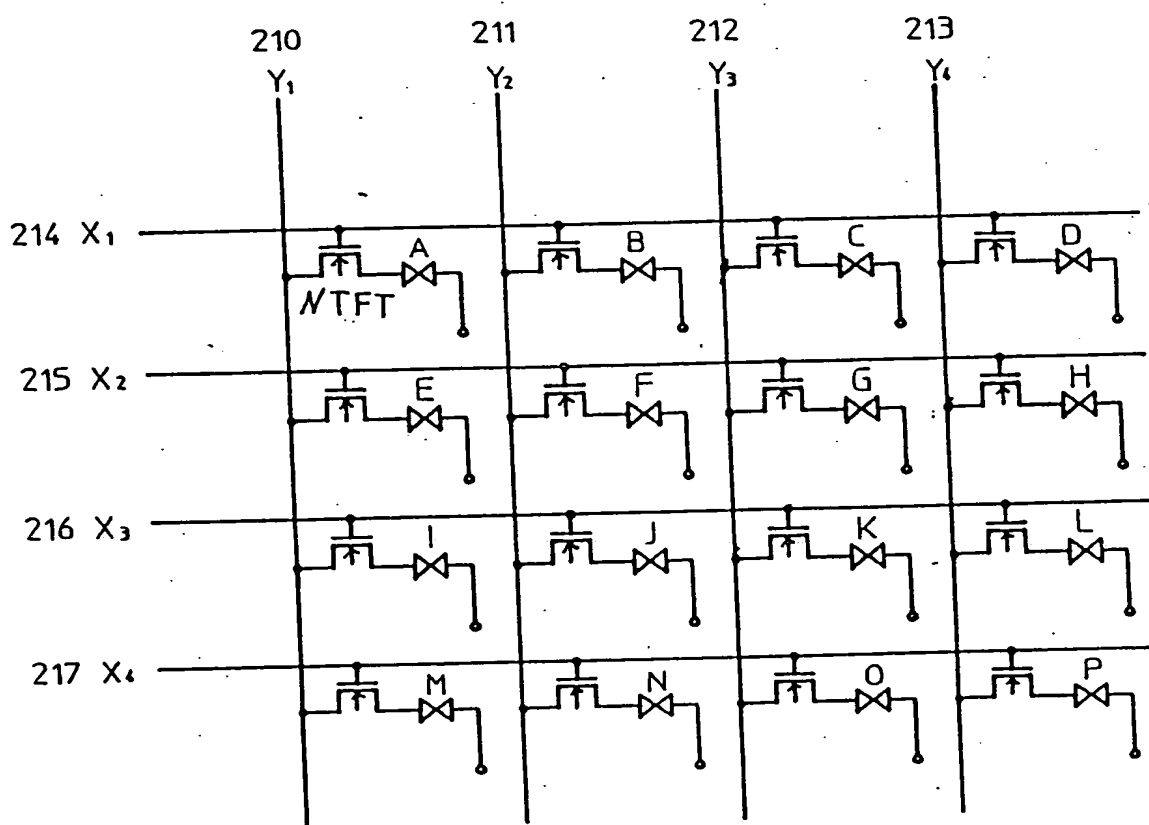 210 211 212 213
Y₁ Y₂ Y₃ Y₄
214 X₁ A B C D
NTFT
215 X₂ E F G H
216 X₃ I J K L
217 X₄ M N O P